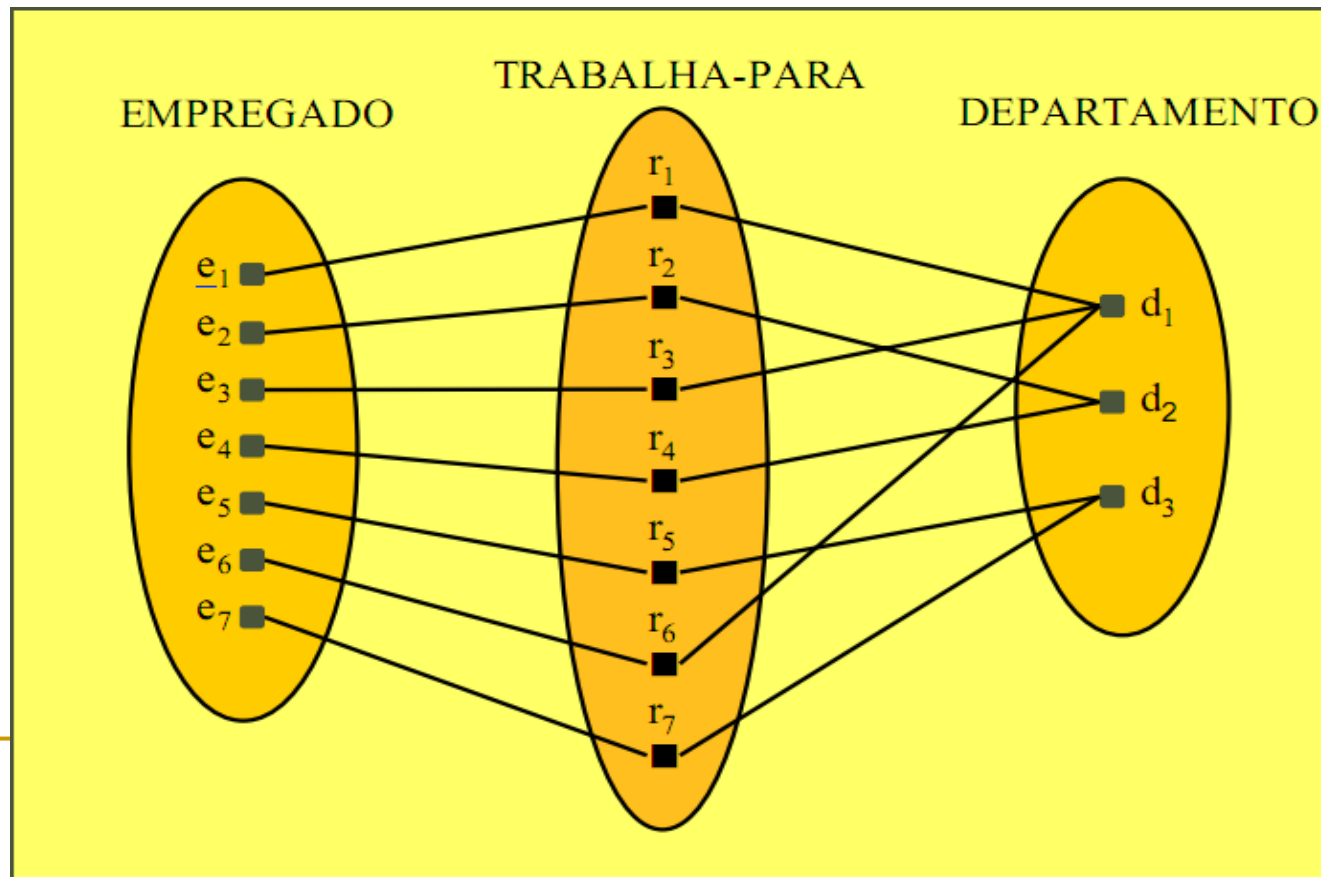 TRABALHA-PARA
EMPREGADO
DEPARTAMENTO
r₁
r₂
r₃
r₄
r₅
r₆
r₇
e₁
e₂
e₃
e₄
e₅
e₆
e₇
d₁
d₂
d₃